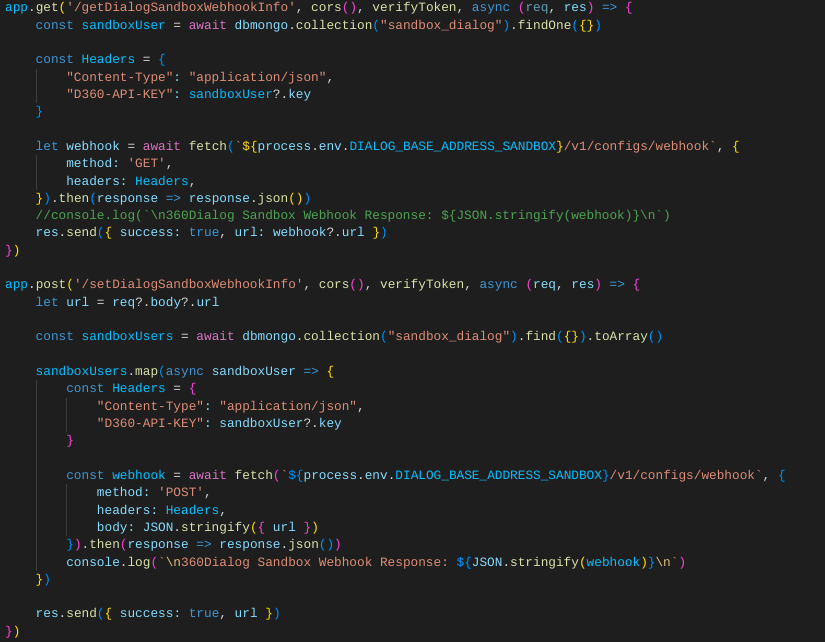 app.get('/getDialogSandboxWebhookInfo', cors(), verifyToken, async (req, res) => {
    const sandboxUser = await dbmongo.collection("sandbox_dialog").findOne({})

    const Headers = {
        "Content-Type": "application/json",
        "D360-API-KEY": sandboxUser?.key
    }

    let webhook = await fetch(`${process.env.DIALOG_BASE_ADDRESS_SANDBOX}/v1/configs/webhook`, {
        method: 'GET',
        headers: Headers,
    }).then(response => response.json())
    //console.log(`\n360Dialog Sandbox Webhook Response: ${JSON.stringify(webhook)}\n`)
    res.send({ success: true, url: webhook?.url })
})

app.post('/setDialogSandboxWebhookInfo', cors(), verifyToken, async (req, res) => {
    let url = req?.body?.url

    const sandboxUsers = await dbmongo.collection("sandbox_dialog").find({}).toArray()

    sandboxUsers.map(async sandboxUser => {
        const Headers = {
            "Content-Type": "application/json",
            "D360-API-KEY": sandboxUser?.key
        }

        const webhook = await fetch(`${process.env.DIALOG_BASE_ADDRESS_SANDBOX}/v1/configs/webhook`, {
            method: 'POST',
            headers: Headers,
            body: JSON.stringify({ url })
        }).then(response => response.json())
        console.log(`\n360Dialog Sandbox Webhook Response: ${JSON.stringify(webhook)}\n`)
    })

    res.send({ success: true, url })
})